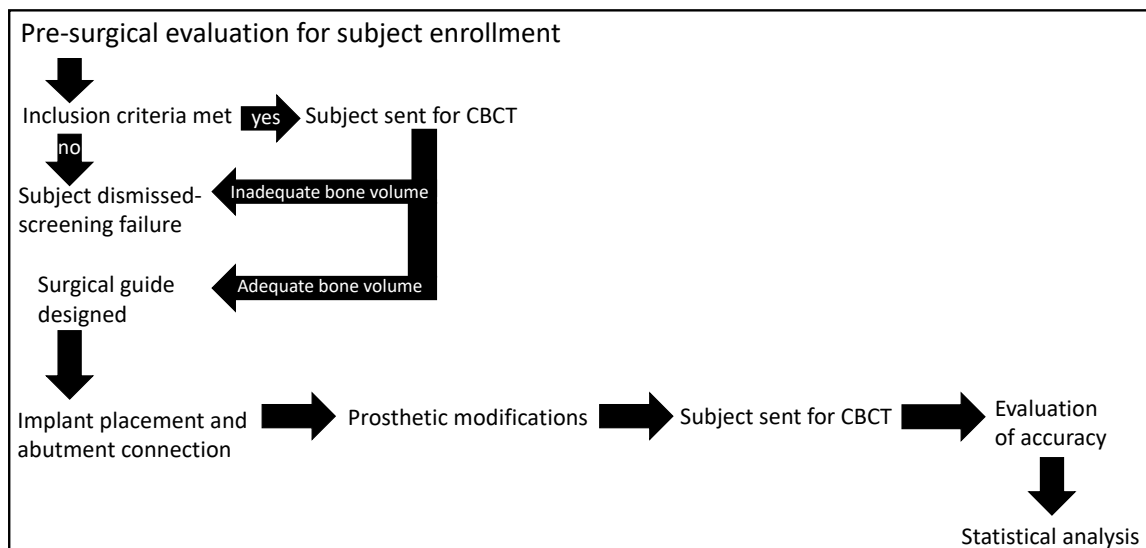 Pre-surgical evaluation for subject enrollment
Inclusion criteria met
yes
Subject sent for CBCT
no
Subject dismissed-
screening failure
Inadequate bone volume
Surgical guide
designed
Adequate bone volume
Implant placement and
abutment connection
Prosthetic modifications
Subject sent for CBCT
Evaluation
of accuracy
Statistical analysis